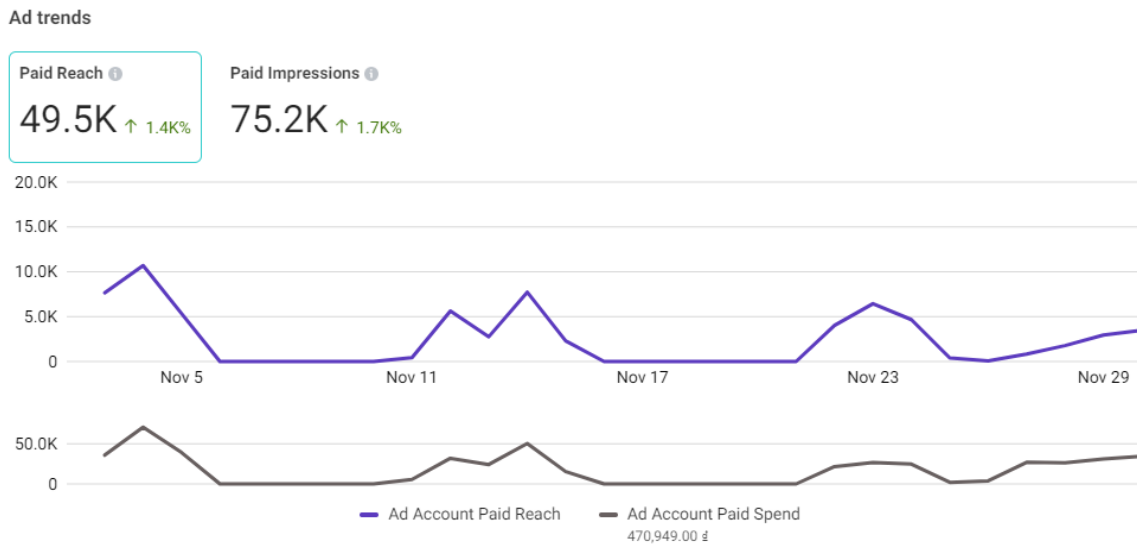 Ad trends
Paid Reach
Paid Impressions
49.5K ↑ 1.4K%
75.2K ↑ 1.7K%
20.0K
15.0K
10.0K
5.0K
0
Nov 5
Nov 11
Nov 17
Nov 23
Nov 29
50.0K
0
Ad Account Paid Reach
Ad Account Paid Spend
470,949.00 ₫